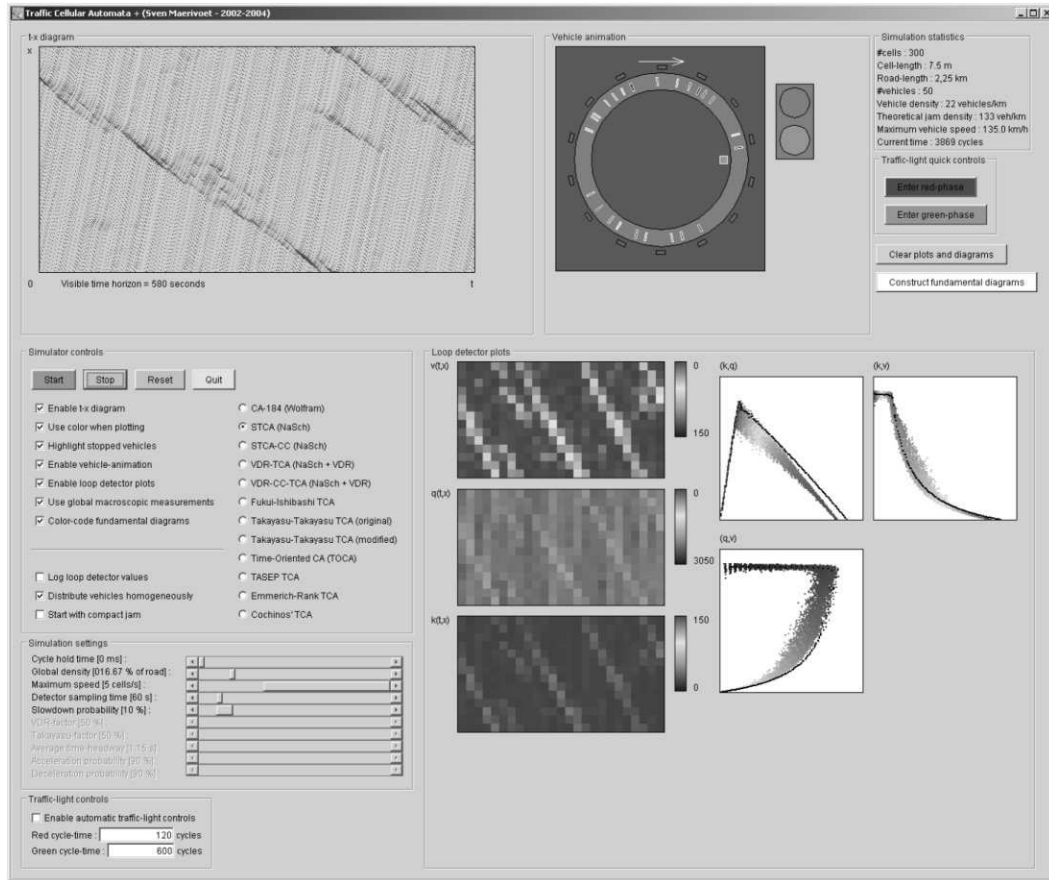 Traffic Cellular Automata + (Sven Maerivoet - 2002-2004)
t-x diagram
x
0
Visible time horizon = 580 seconds
t
Vehicle animation
Simulation statistics
#cells : 300
Cell-length : 7.5 m
Road-length : 2,25 km
#vehicles : 50
Vehicle density : 22 vehicles/km
Theoretical jam density : 133 veh/km
Maximum vehicle speed : 135.0 km/h
Current time : 3869 cycles
Traffic-light quick controls
Enter red-phase
Enter green-phase
Clear plots and diagrams
Construct fundamental diagrams
Simulator controls
Start
Stop
Reset
Quit
Enable t-x diagram
Use color when plotting
Highlight stopped vehicles
Enable vehicle-animation
Enable loop detector plots
Use global macroscopic measurements
Color-code fundamental diagrams
Log loop detector values
Distribute vehicles homogeneously
Start with compact jam
CA-184 (Wolfram)
STCA (NaSch)
STCA-CC (NaSch)
VDR-TCA (NaSch + VDR)
VDR-CC-TCA (NaSch + VDR)
Fukui-Ishibashi TCA
Takayasu-Takayasu TCA (original)
Takayasu-Takayasu TCA (modified)
Time-Oriented CA (TOCA)
TASEP TCA
Emmerich-Rank TCA
Cochinos' TCA
Simulation settings
Cycle hold time [0 ms] :
Global density [016.67 % of road] :
Maximum speed [5 cells/s] :
Detector sampling time [60 s] :
Slowdown probability [10 %] :
VDR-factor [50 %] :
Takayasu-factor [50 %] :
Average time-headway [1.15 s]
Acceleration probability [90 %] :
Deceleration probability [90 %] :
Traffic-light controls
Enable automatic traffic-light controls
Red cycle-time : 120 cycles
Green cycle-time : 600 cycles
Loop detector plots
v(t,x)
0
150
q(t,x)
0
3050
k(t,x)
150
0
(k,q)
(k,v)
(q,v)